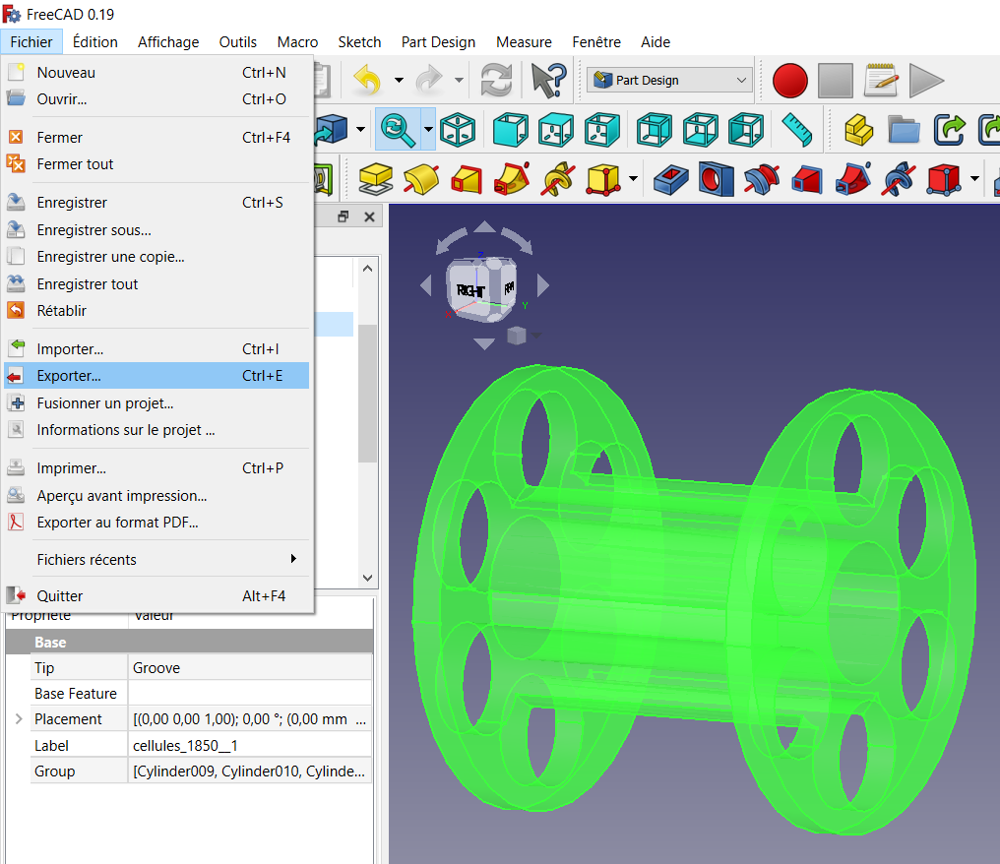 FreeCAD 0.19
Fichier Édition Affichage Outils Macro Sketch Part Design Measure Fenêtre Aide
Nouveau Ctrl+N
Ouvrir... Ctrl+O
Fermer Ctrl+F4
Fermer tout
Enregistrer Ctrl+S
Enregistrer sous...
Enregistrer une copie...
Enregistrer tout
Rétablir
Importer... Ctrl+I
Exporter... Ctrl+E
Fusionner un projet...
Informations sur le projet ...
Imprimer... Ctrl+P
Aperçu avant impression...
Exporter au format PDF...
Fichiers récents
Quitter Alt+F4
Part Design
Z
RIGHT
Y
Propriété Valeur
Base
Tip Groove
Base Feature
Placement [(0,00 0,00 1,00); 0,00 °; (0,00 mm ...
Label cellules_1850__1
Group [Cylinder009, Cylinder010, Cylinde...